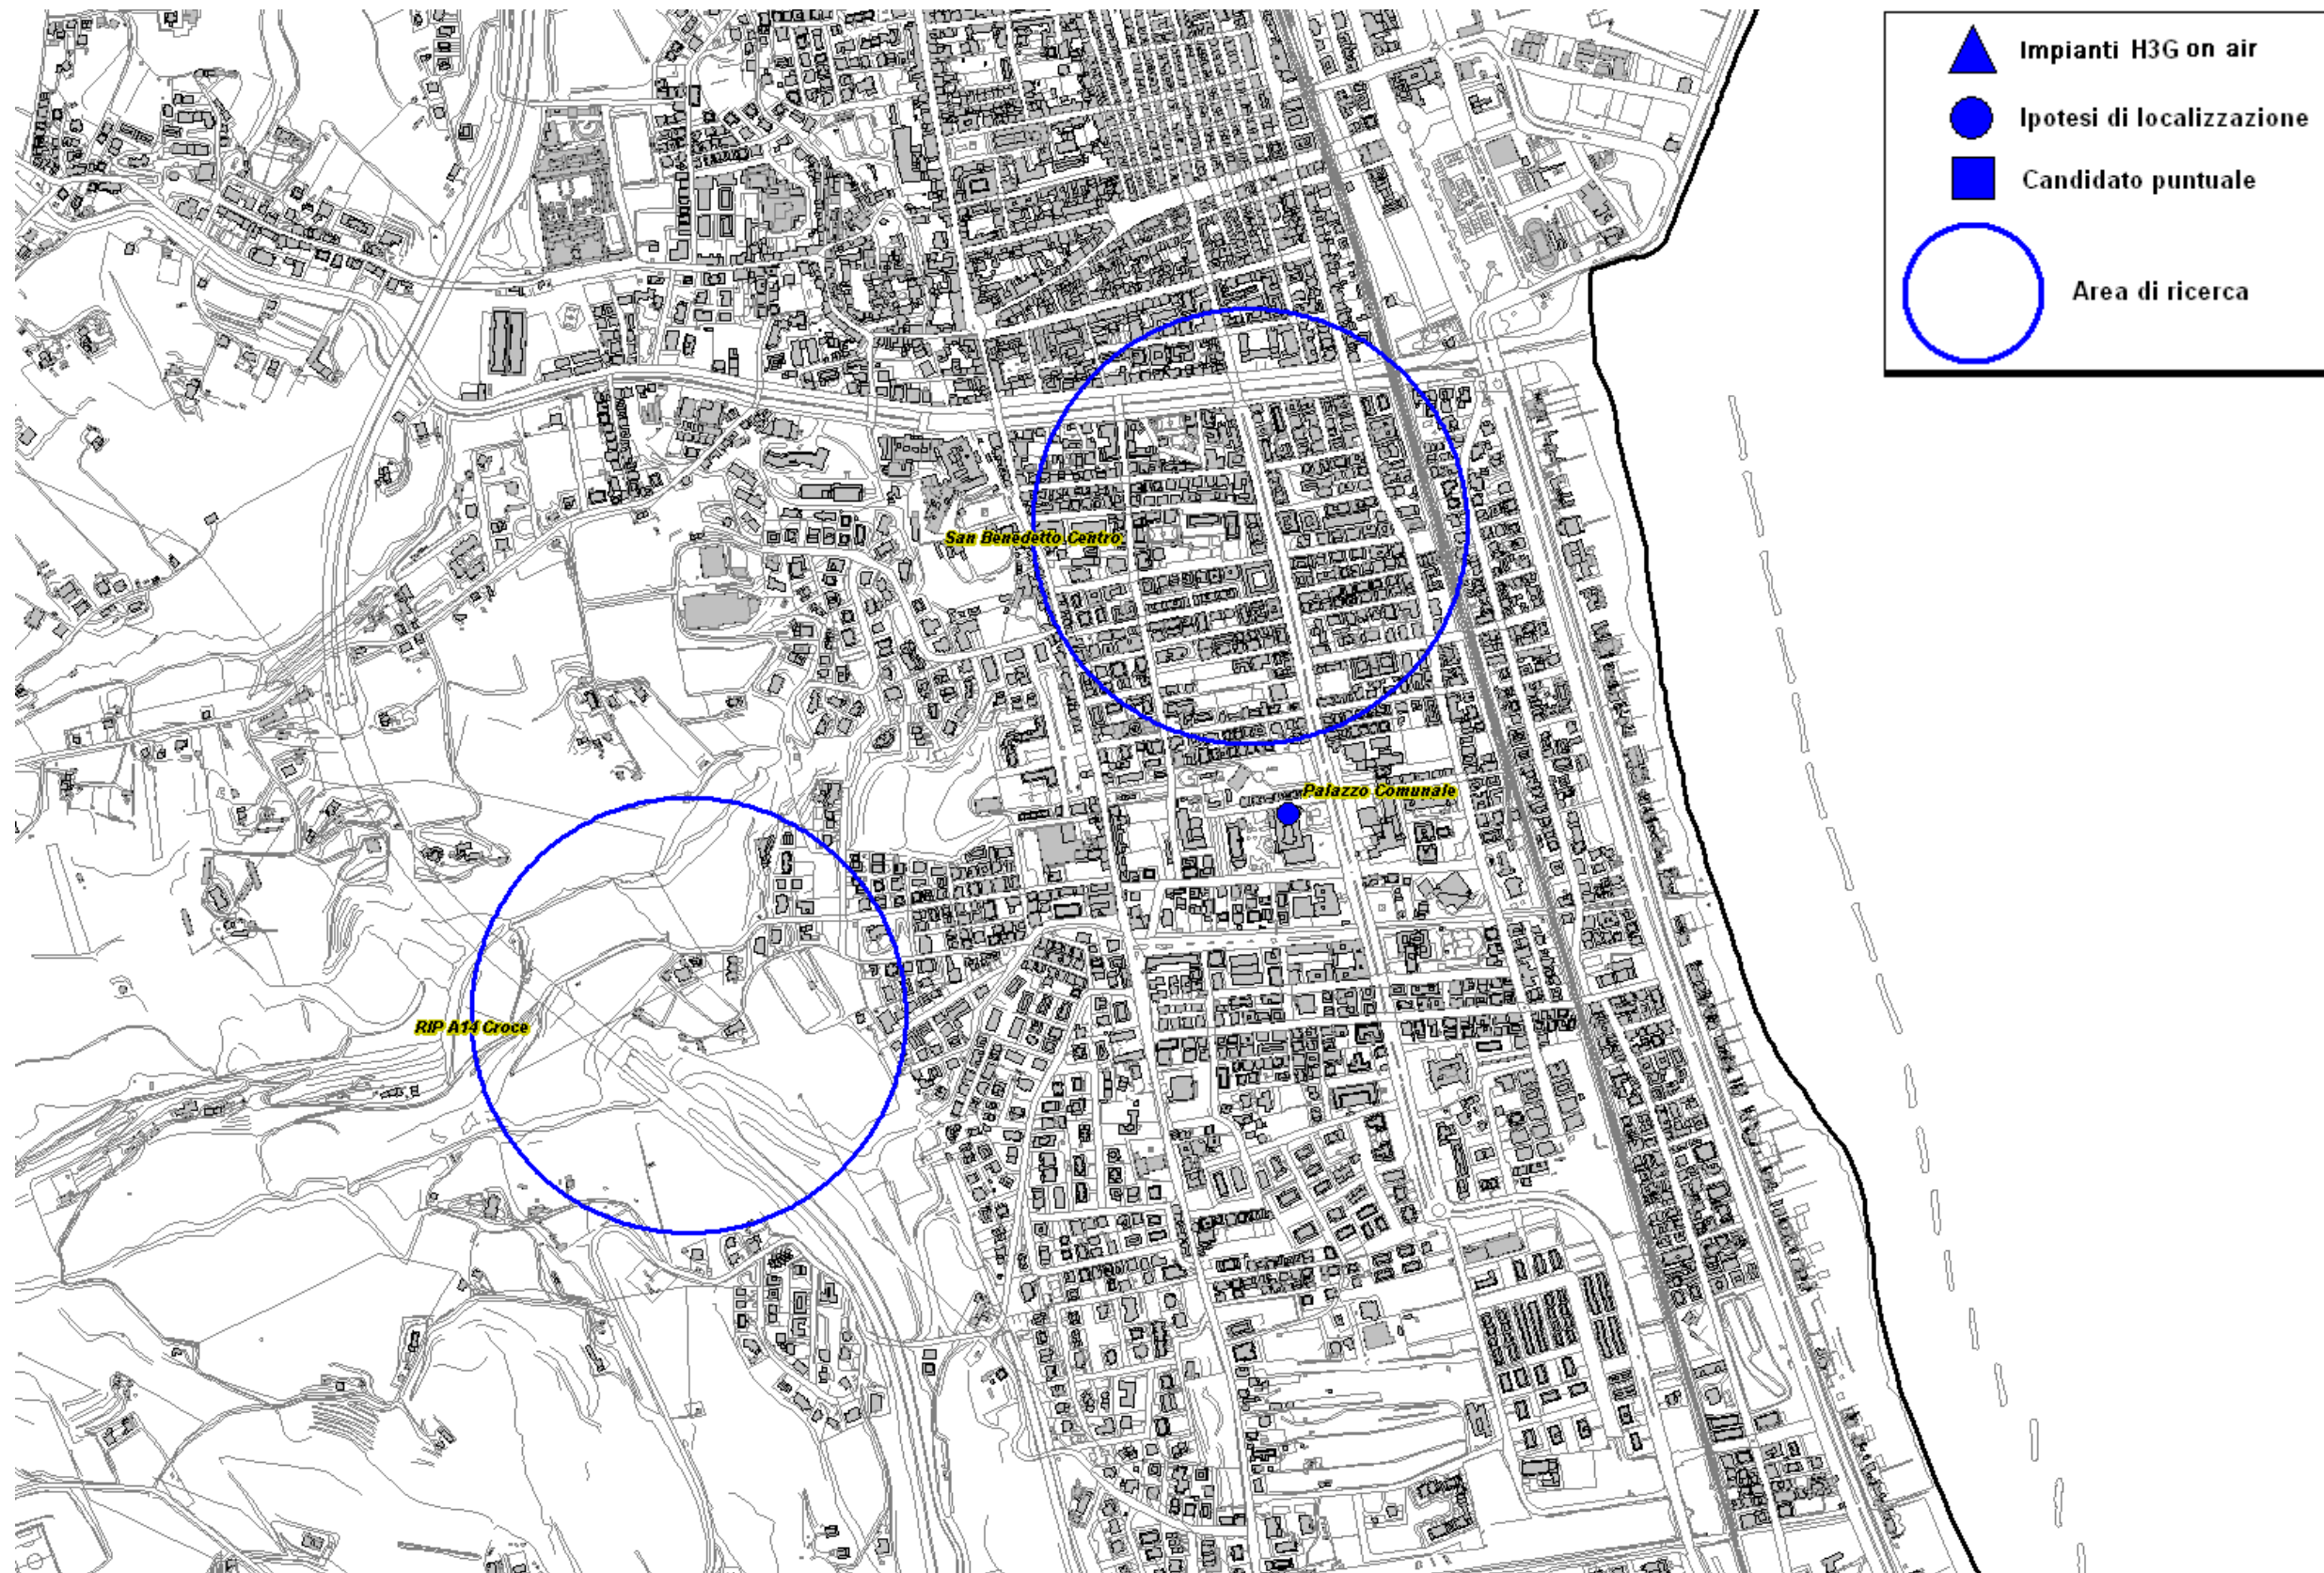 Impianti H3G on air
Ipotesi di localizzazione
Candidato puntuale
Area di ricerca
San Benedetto Centro
Palazzo Comunale
RIP A14 Croce